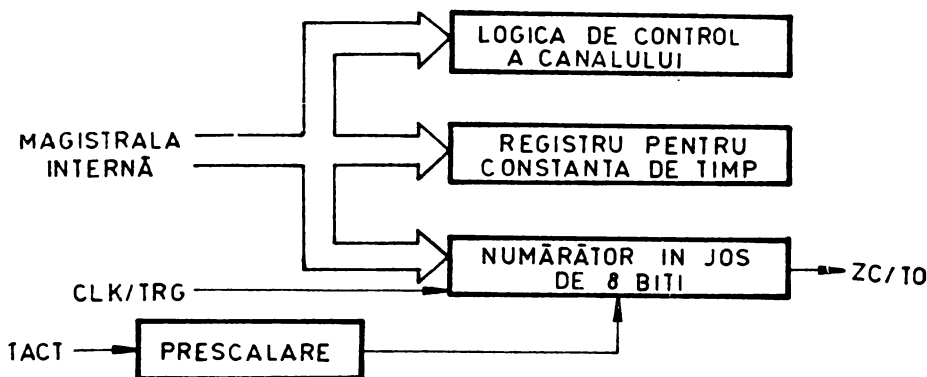 LOGICA DE CONTROL
A CANALULUI
MAGISTRALA
INTERNĂ
REGISTRU PENTRU
CONSTANTA DE TIMP
NUMĂRĂTOR IN JOS
DE 8 BITI
ZC/TO
CLK/TRG
TACT
PRESCALARE